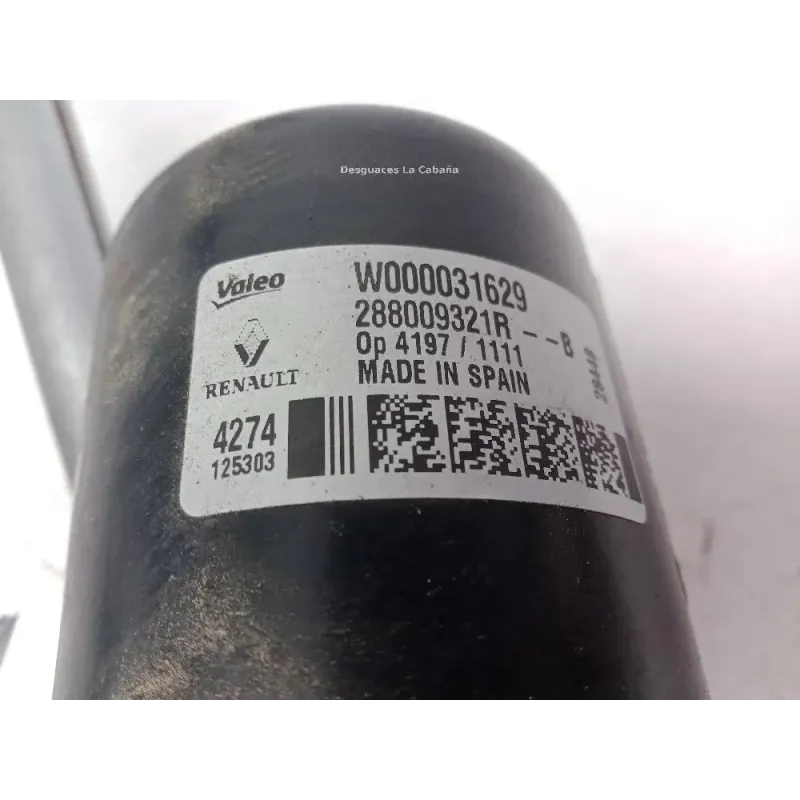 Desguaces La Cabaña
Valeo
W000031629
288009321R - - B
Op 4197 / 1111
MADE IN SPAIN
RENAULT
4274
125303